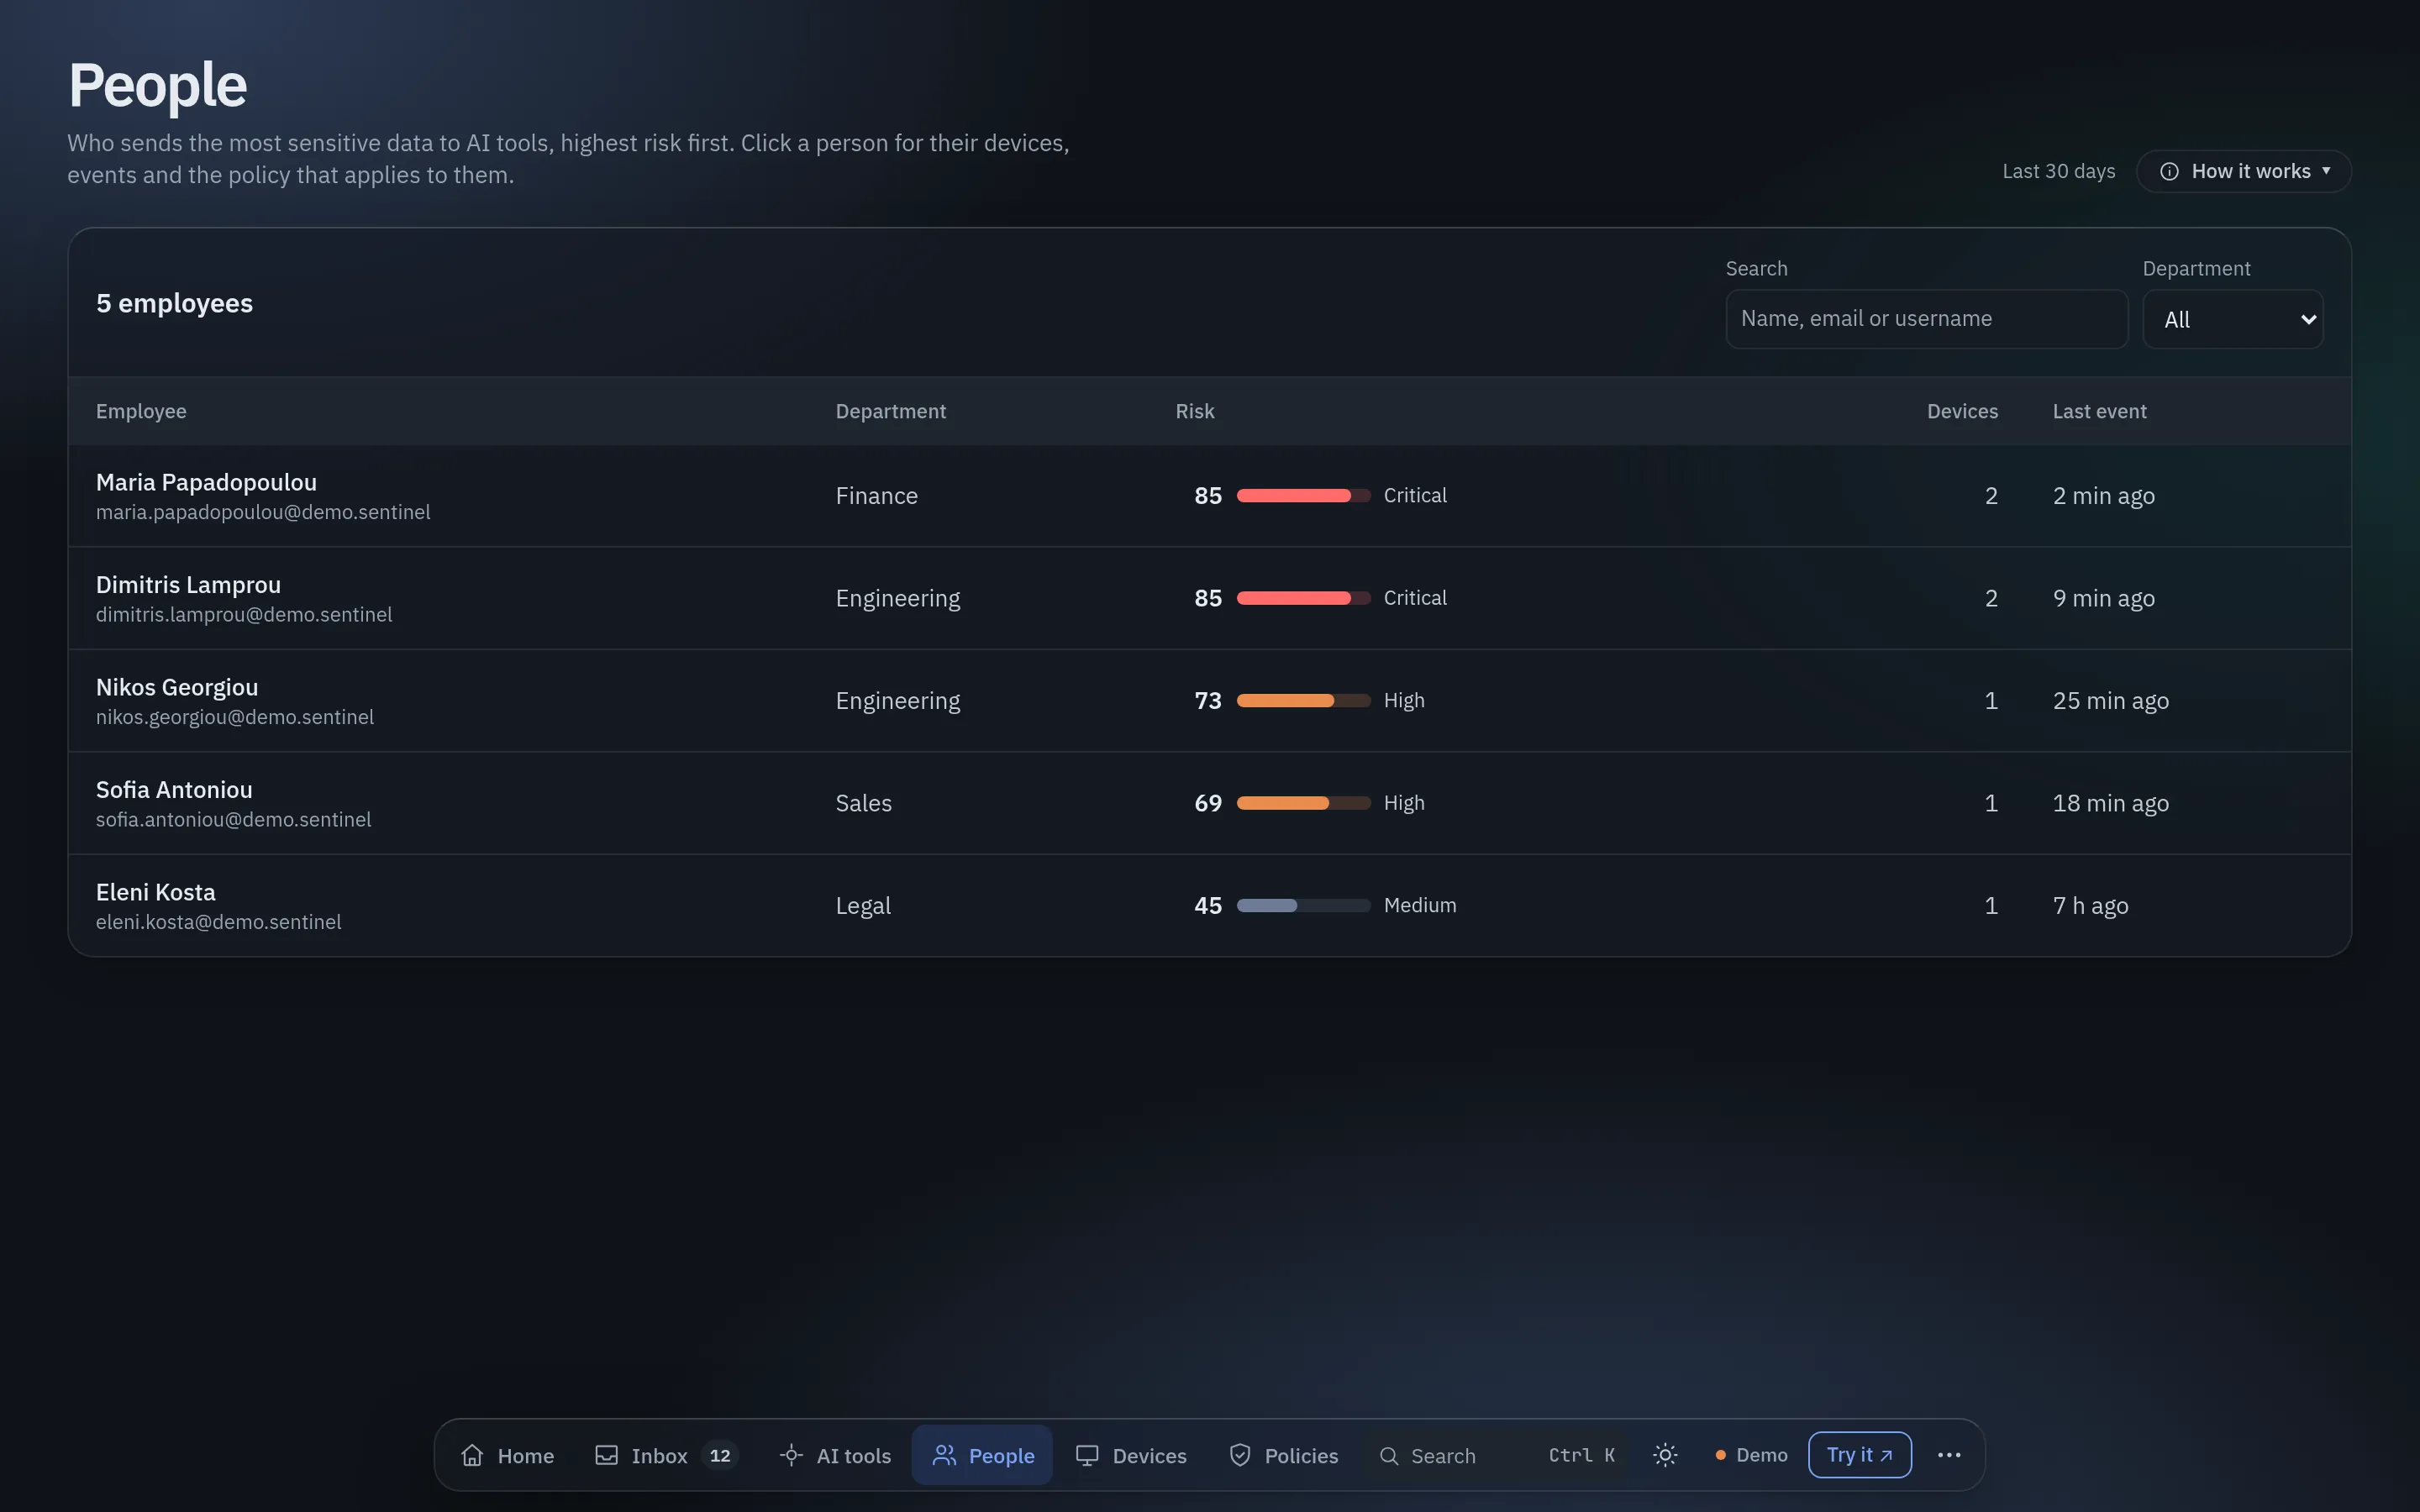 People
Who sends the most sensitive data to AI tools, highest risk first. Click a person for their devices,
events and the policy that applies to them.
Last 30 days
How it works
5 employees
Search
Name, email or username
Department
All
Employee Department Risk Devices Last event
Maria Papadopoulou
maria.papadopoulou@demo.sentinel
Finance 85 Critical 2 2 min ago
Dimitris Lamprou
dimitris.lamprou@demo.sentinel
Engineering 85 Critical 2 9 min ago
Nikos Georgiou
nikos.georgiou@demo.sentinel
Engineering 73 High 1 25 min ago
Sofia Antoniou
sofia.antoniou@demo.sentinel
Sales 69 High 1 18 min ago
Eleni Kosta
eleni.kosta@demo.sentinel
Legal 45 Medium 1 7 h ago
Home Inbox 12 AI tools People Devices Policies Search Ctrl K Demo Try it